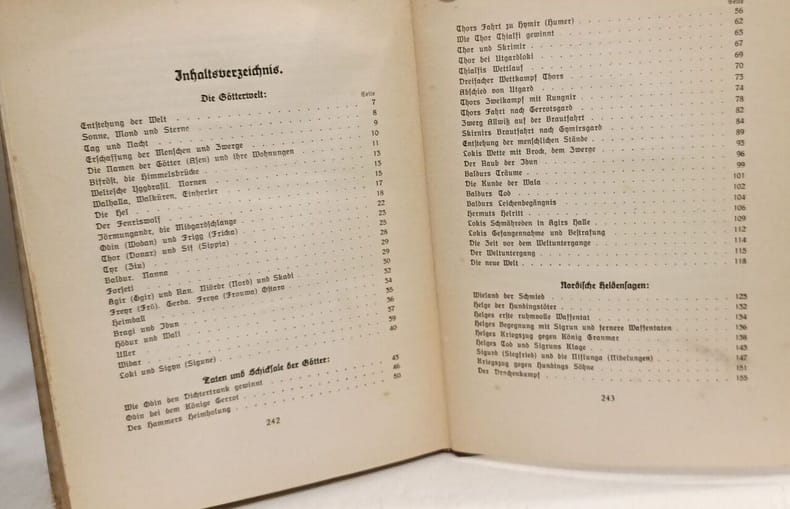 Inhaltsverzeichnis.
Die Götterwelt:
Seite
Entstehung der Welt 7
Sonne, Mond und Sterne 8
Tag und Nacht 9
Erschaffung der Menschen und Zwerge 10
Die Namen der Götter (Asen) und ihre Wohnungen 11
Bifröst, die Himmelsbrücke 13
Weltesche Yggdrasil. Nornen 13
Walhalla, Walküren, Einherier 15
Die Hel 17
Der Fenriswolf 18
Jörmungandr, die Midgardschlange 22
Odin (Wodan) und Frigg (Fricka) 23
Thor (Donar) und Sif (Sippia) 25
Tyr (Ziu) 28
Baldur. Nanna 29
Forseti 29
Ägir (Ögir) und Ran. Niördr (Nord) und Skadi 30
Freyr (Frô). Gerda. Freya (Frouwa) Ostara 32
Heimdall 34
Bragi und Idun 35
Hödur und Wali 36
Uller 37
Widar 39
Loki und Sigyn (Sigune) 40
Taten und Schicksale der Götter:
Wie Odin den Dichtertrank gewinnt 43
Odin bei dem Könige Gerrot 46
Des Hammers Heimholung 50
242
Seite
Thors Fahrt zu Hymir (Humer) 56
Wie Thor Thialfi gewinnt 62
Thor und Skrimir 65
Thor bei Utgardloki 67
Thialfis Wettlauf 69
Dreifacher Wettkampf Thors 70
Abschied von Utgard 73
Thors Zweikampf mit Rungnir 74
Thors Fahrt nach Gerrotsgard 78
Zwerg Allwiß auf der Brautfahrt 82
Skirnirs Brautfahrt nach Gymirsgard 84
Entstehung der menschlichen Stände 89
Lokis Wette mit Brock, dem Zwerge 93
Der Raub der Idun 96
Baldurs Träume 99
Die Kunde der Wala 101
Baldurs Tod 102
Baldurs Leichenbegängnis 104
Hermuts Helritt 106
Lokis Schmähreden in Ägirs Halle 109
Lokis Gefangennahme und Bestrafung 112
Die Zeit vor dem Weltuntergange 114
Der Weltuntergang 115
Die neue Welt 118
Nordische Heldensagen:
Wieland der Schmied 123
Helge der Hundingstöter 132
Helges erste ruhmvolle Waffentat 134
Helges Begegnung mit Sigrun und fernere Waffentaten 136
Helges Kriegszug gegen König Granmar 138
Helges Tod und Sigruns Klage 143
Sigurd (Siegfried) und die Niflunga (Nibelungen) 147
Kriegszug gegen Hundings Söhne 151
Der Drachenkampf 155
243